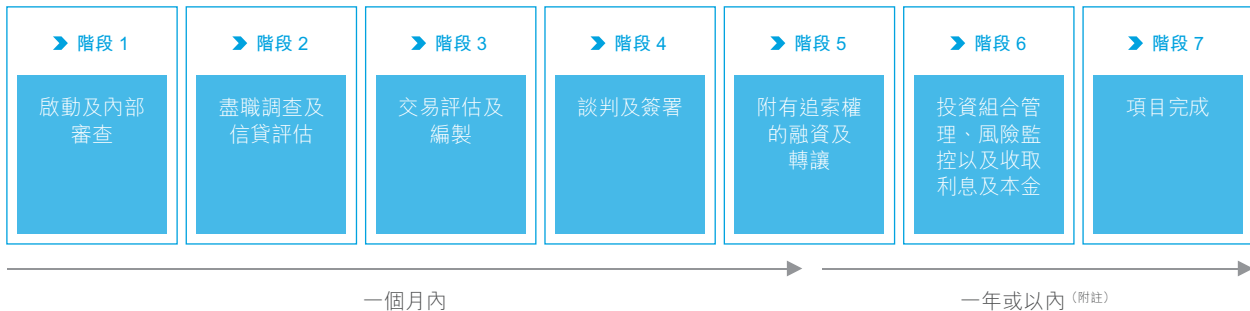 階段 1
啟動及內部
審查
階段 2
盡職調查及
信貸評估
階段 3
交易評估及
編製
階段 4
談判及簽署
階段 5
附有追索權
的融資及
轉讓
階段 6
投資組合管
理、風險監
控以及收取
利息及本金
階段 7
項目完成
一個月內
一年或以內（附註）